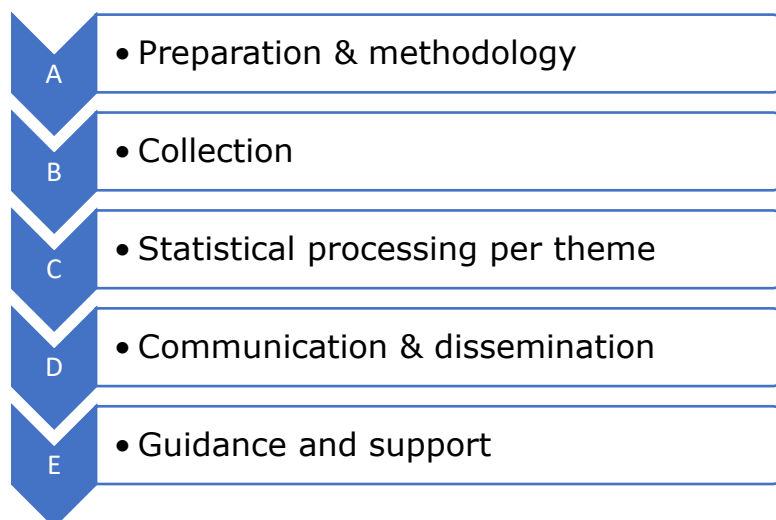 A
• Preparation & methodology
B
• Collection
C
• Statistical processing per theme
D
• Communication & dissemination
E
• Guidance and support